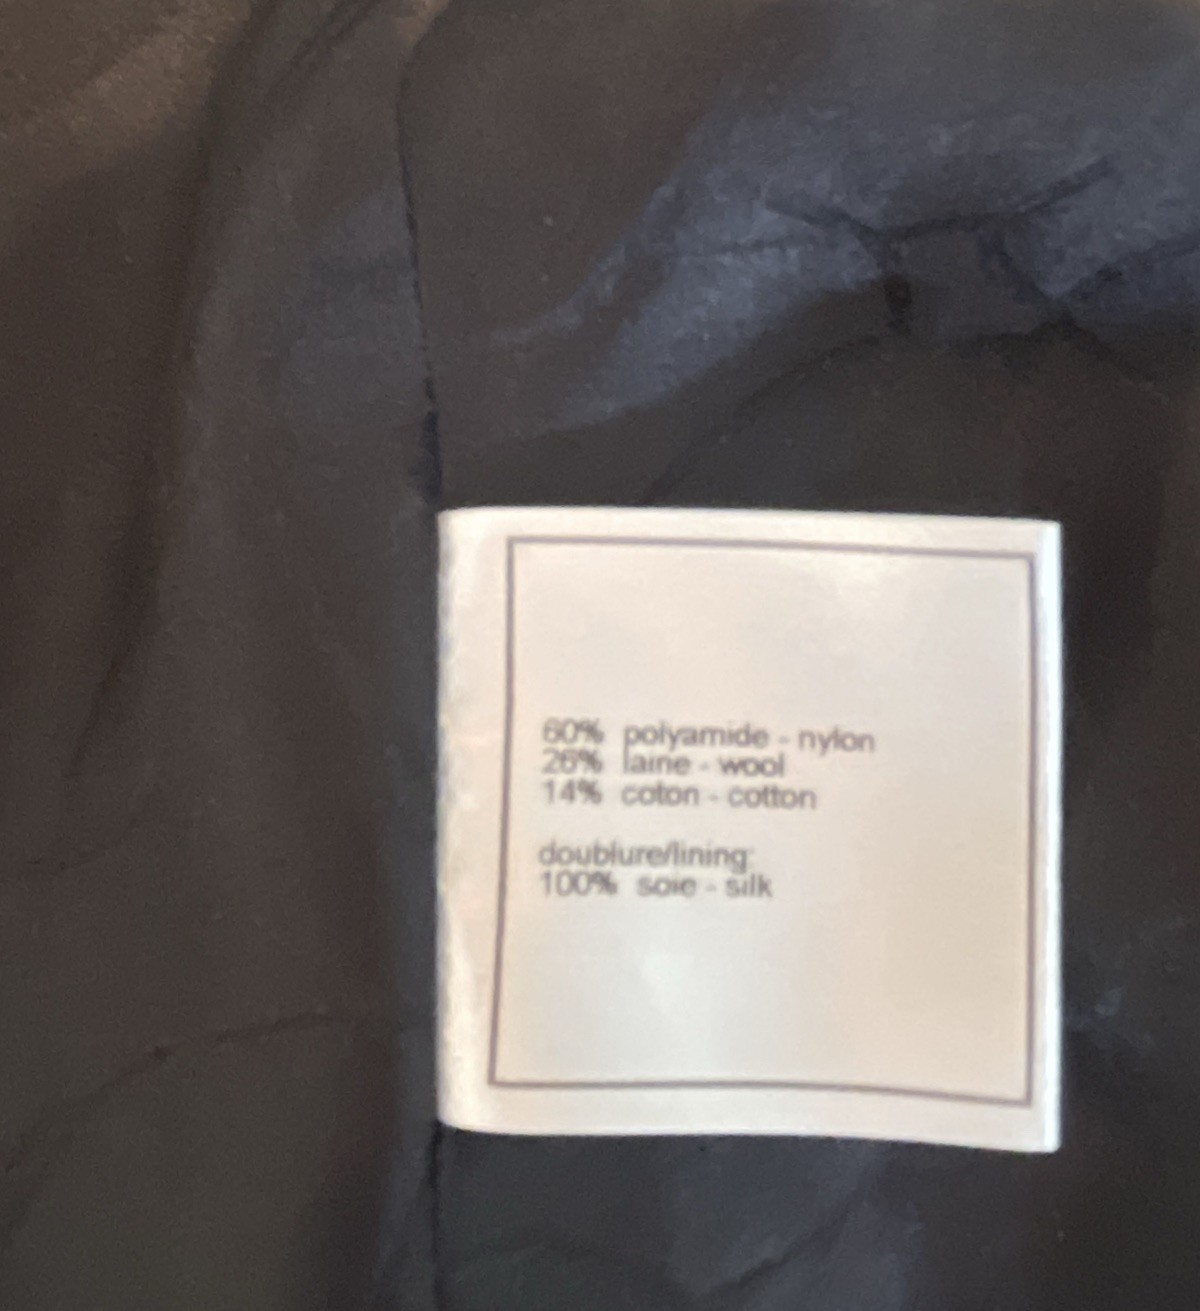 60% polyamide - nylon
26% laine - wool
14% coton - cotton
doublure/lining:
100% soie - silk